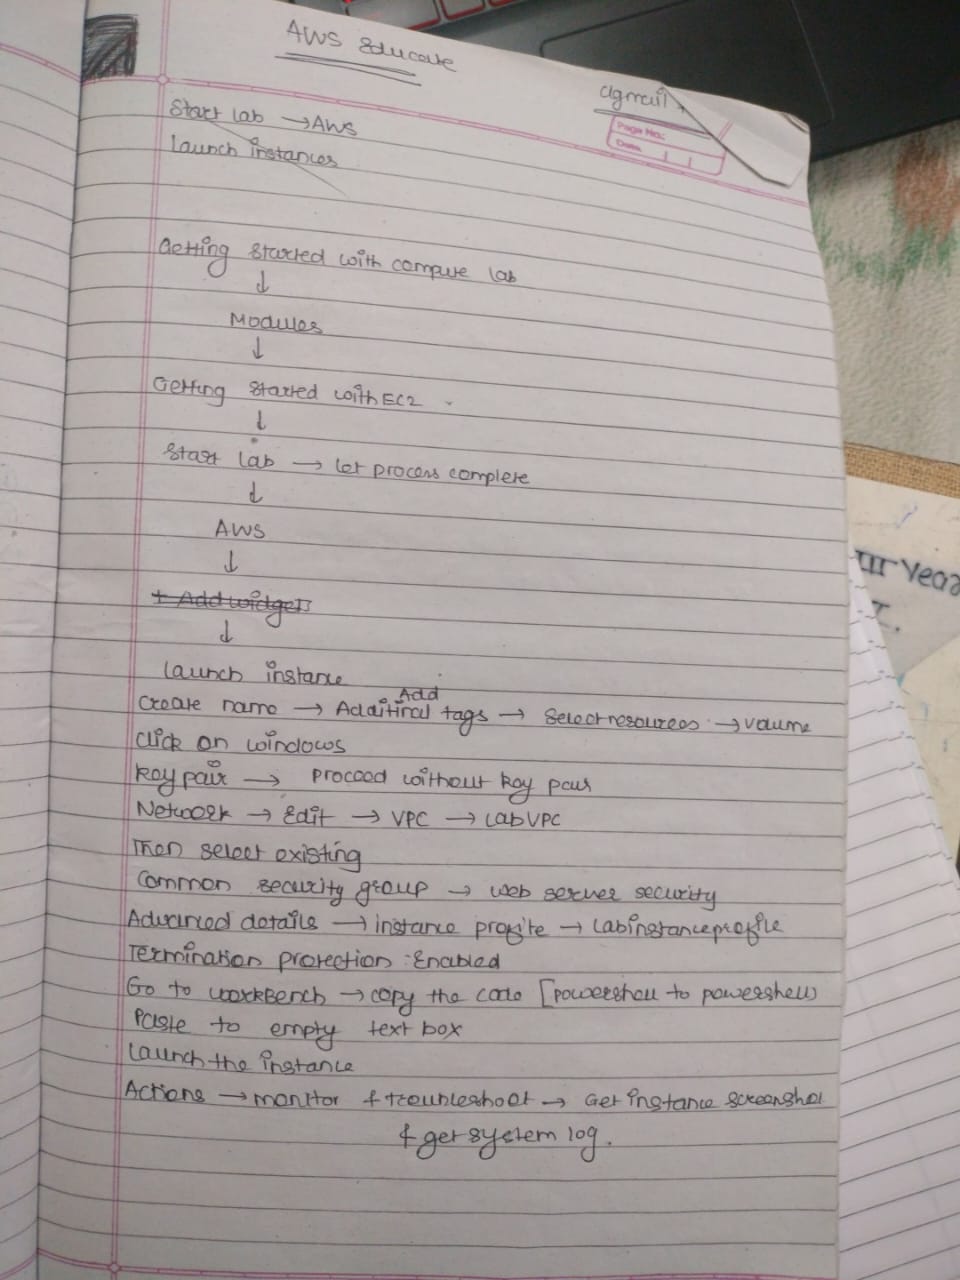 AWS Educate
@gmail
Page No.:
Date
Start lab → AWS
Launch instances
Getting started with compute lab
↓
Modules
↓
Getting started with EC2
↓
Start lab → let process complete
↓
AWS
↓
+ Add widgets
↓
Launch instance
Create name → Additinal Add tags → Select resources → volume
Click on windows
Key pair → Proceed without key pair
Network → Edit → VPC → Lab VPC
Then select existing
Common security group → web server security
Advanced details → instance profile → Labinstanceprofile
Termination protection : Enabled
Go to workBench → copy the code [powershell to powershell]
Paste to empty text box
Launch the instance
Actions → monitor & trounleshoot → Get instance screenshot
& get system log.
III Year
I.